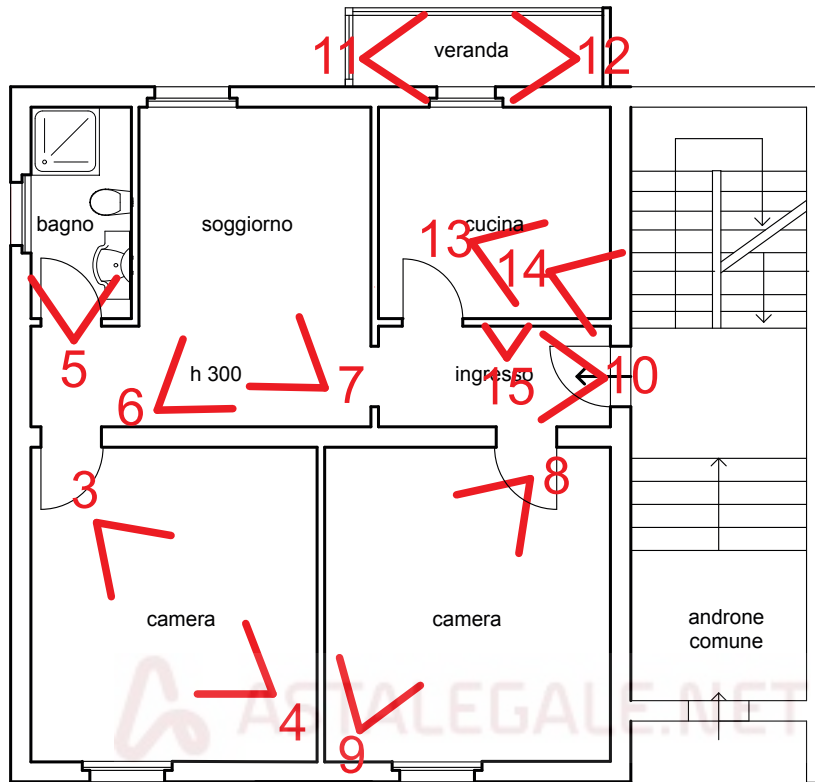 11
veranda
12
bagno
soggiorno
cucina
13
14
5
h 300
ingresso
15
10
6
7
3
8
camera
camera
androne
comune
4
9
ASTALEGALE.NET